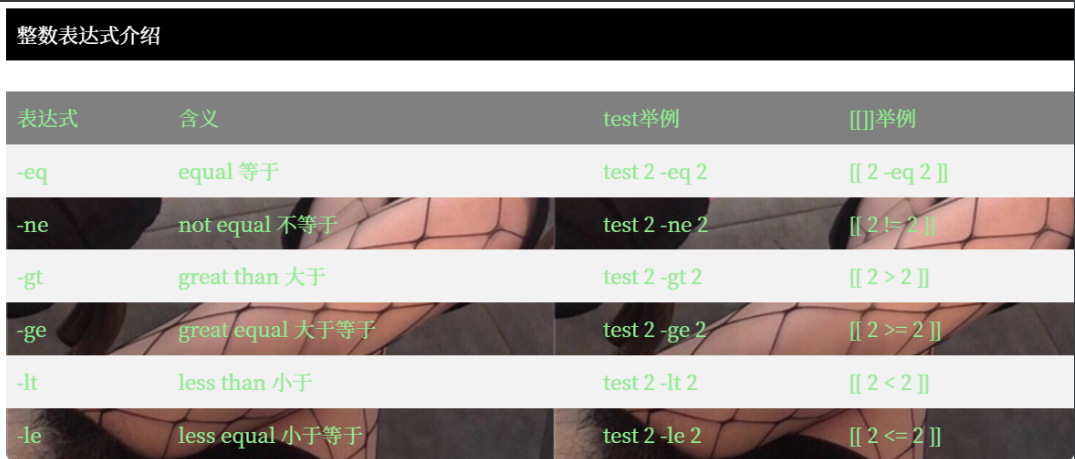 整数表达式介绍
表达式 含义 test举例 [[]]举例
-eq equal 等于 test 2 -eq 2 [[ 2 -eq 2 ]]
-ne not equal 不等于 test 2 -ne 2 [[ 2 != 2 ]]
-gt great than 大于 test 2 -gt 2 [[ 2 > 2 ]]
-ge great equal 大于等于 test 2 -ge 2 [[ 2 >= 2 ]]
-lt less than 小于 test 2 -lt 2 [[ 2 < 2 ]]
-le less equal 小于等于 test 2 -le 2 [[ 2 <= 2 ]]